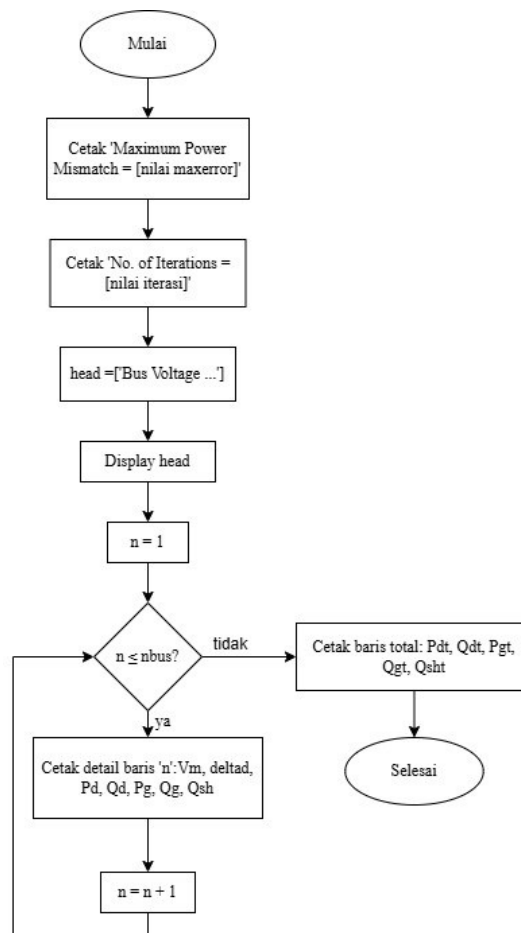 Mulai
Cetak 'Maximum Power
Mismatch = [nilai maxerror]'
Cetak 'No. of Iterations =
[nilai iterasi]'
head =['Bus Voltage ...']
Display head
n = 1
n ≤ nbus?
tidak
Cetak baris total: Pdt, Qdt, Pgt,
Qgt, Qsht
ya
Cetak detail baris 'n':Vm, deltad,
Pd, Qd, Pg, Qg, Qsh
Selesai
n = n + 1